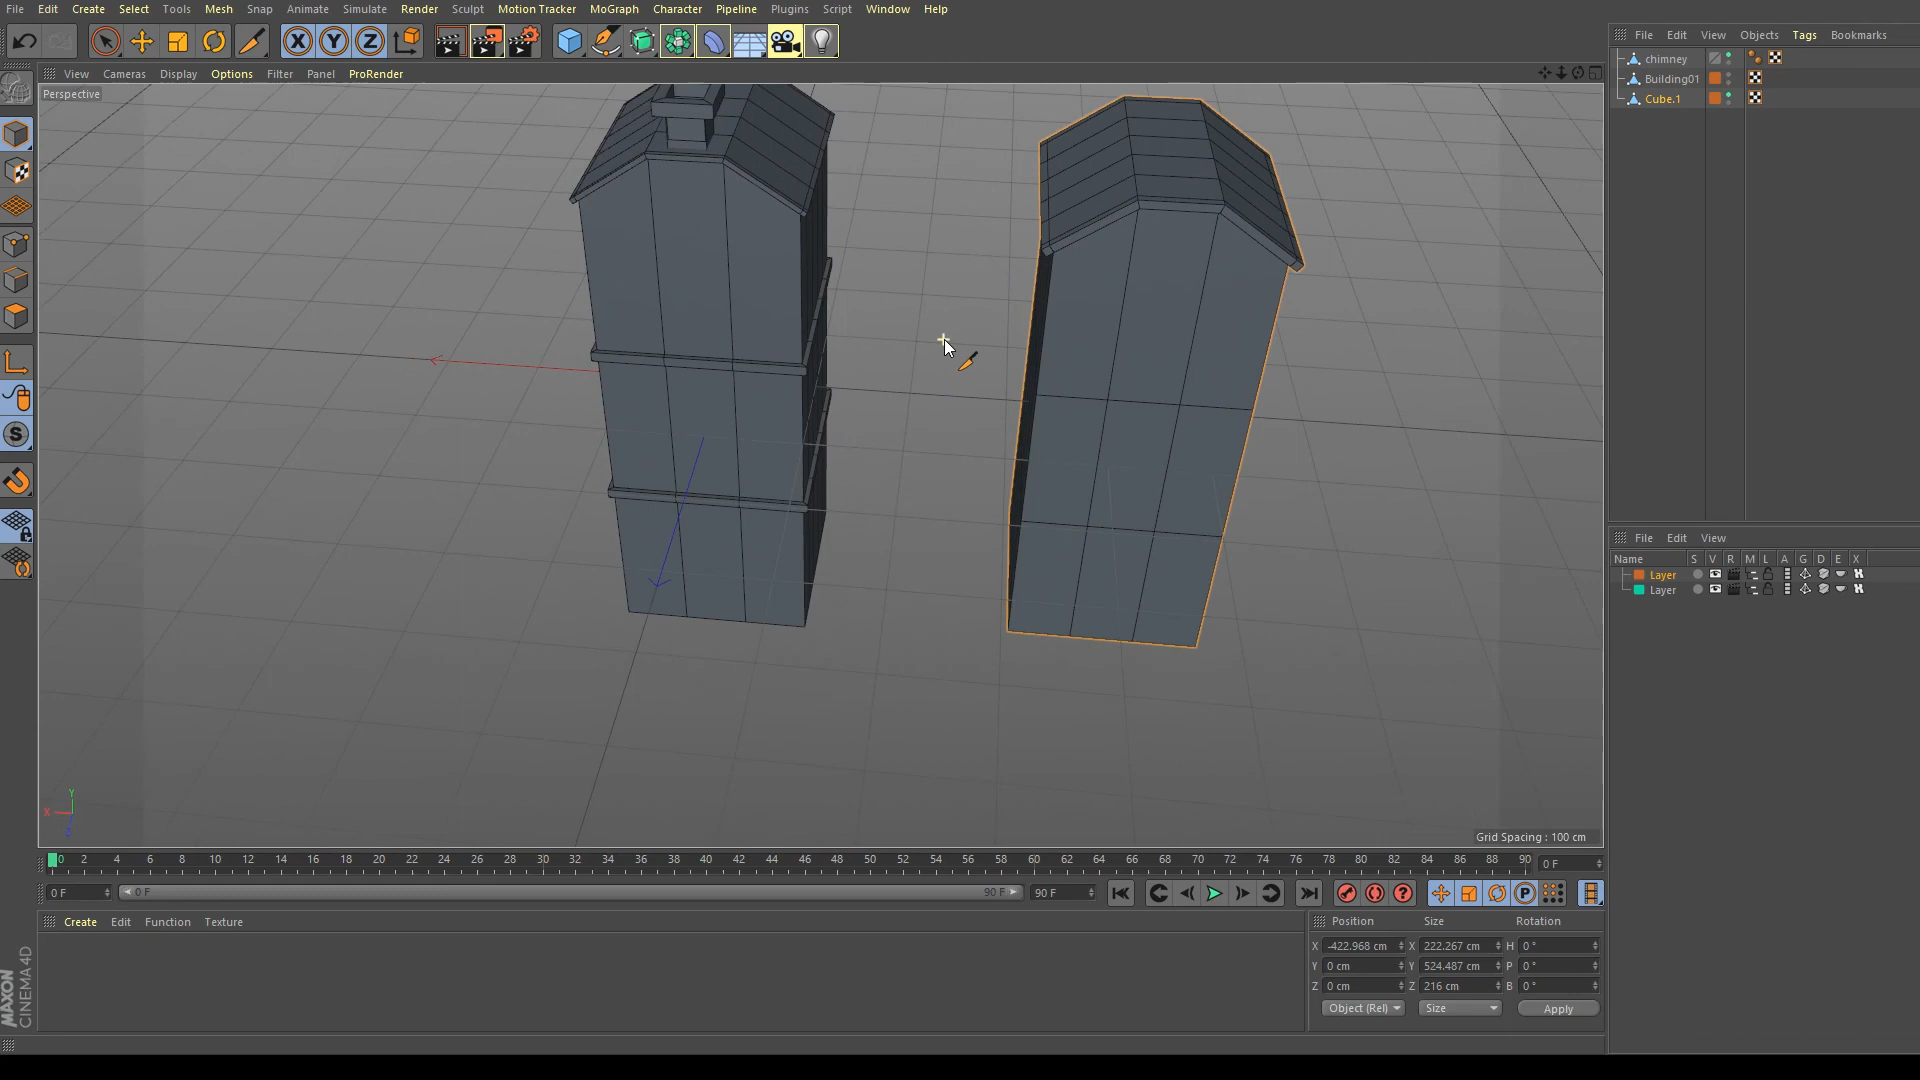 File Edit Create Select Tools Mesh Snap Animate Simulate Render Sculpt Motion Tracker MoGraph Character Pipeline Plugins Script Window Help
File Edit View Objects Tags Bookmarks
chimney
Building01
Cube.1
View Cameras Display Options Filter Panel ProRender
Perspective
Grid Spacing : 100 cm
File Edit View
Name S V R M L A G D E X
Layer
Layer
0 2 4 6 8 10 12 14 16 18 20 22 24 26 28 30 32 34 36 38 40 42 44 46 48 50 52 54 56 58 60 62 64 66 68 70 72 74 76 78 80 82 84 86 88 90 0 F
0 F 0 F 90 F 90 F
Create Edit Function Texture
Position Size Rotation
X -422.968 cm X 222.267 cm H 0 °
Y 0 cm Y 524.487 cm P 0 °
Z 0 cm Z 216 cm B 0 °
Object (Rel) Size Apply
MAXON
CINEMA 4D
X Y Z